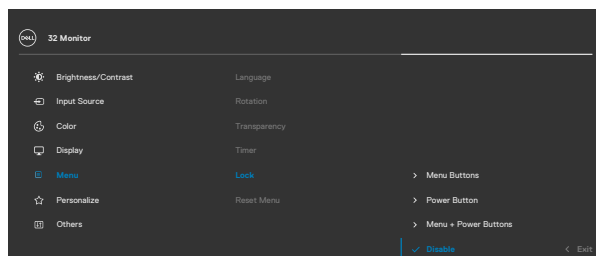 DELL 32 Monitor
Brightness/Contrast Language
Input Source Rotation
Color Transparency
Display Timer
Menu Lock > Menu Buttons
Personalize Reset Menu > Power Button
Others > Menu + Power Buttons
✓ Disable < Exit